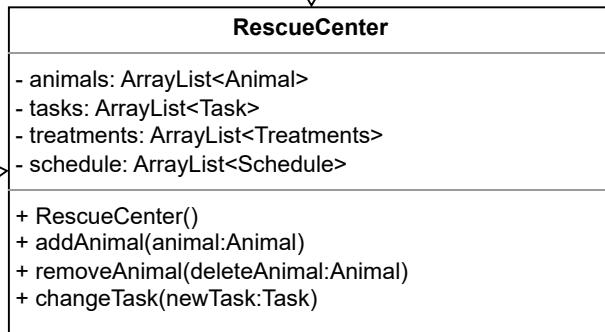 RescueCenter
- animals: ArrayList<Animal>
- tasks: ArrayList<Task>
- treatments: ArrayList<Treatments>
- schedule: ArrayList<Schedule>
+ RescueCenter()
+ addAnimal(animal:Animal)
+ removeAnimal(deleteAnimal:Animal)
+ changeTask(newTask:Task)